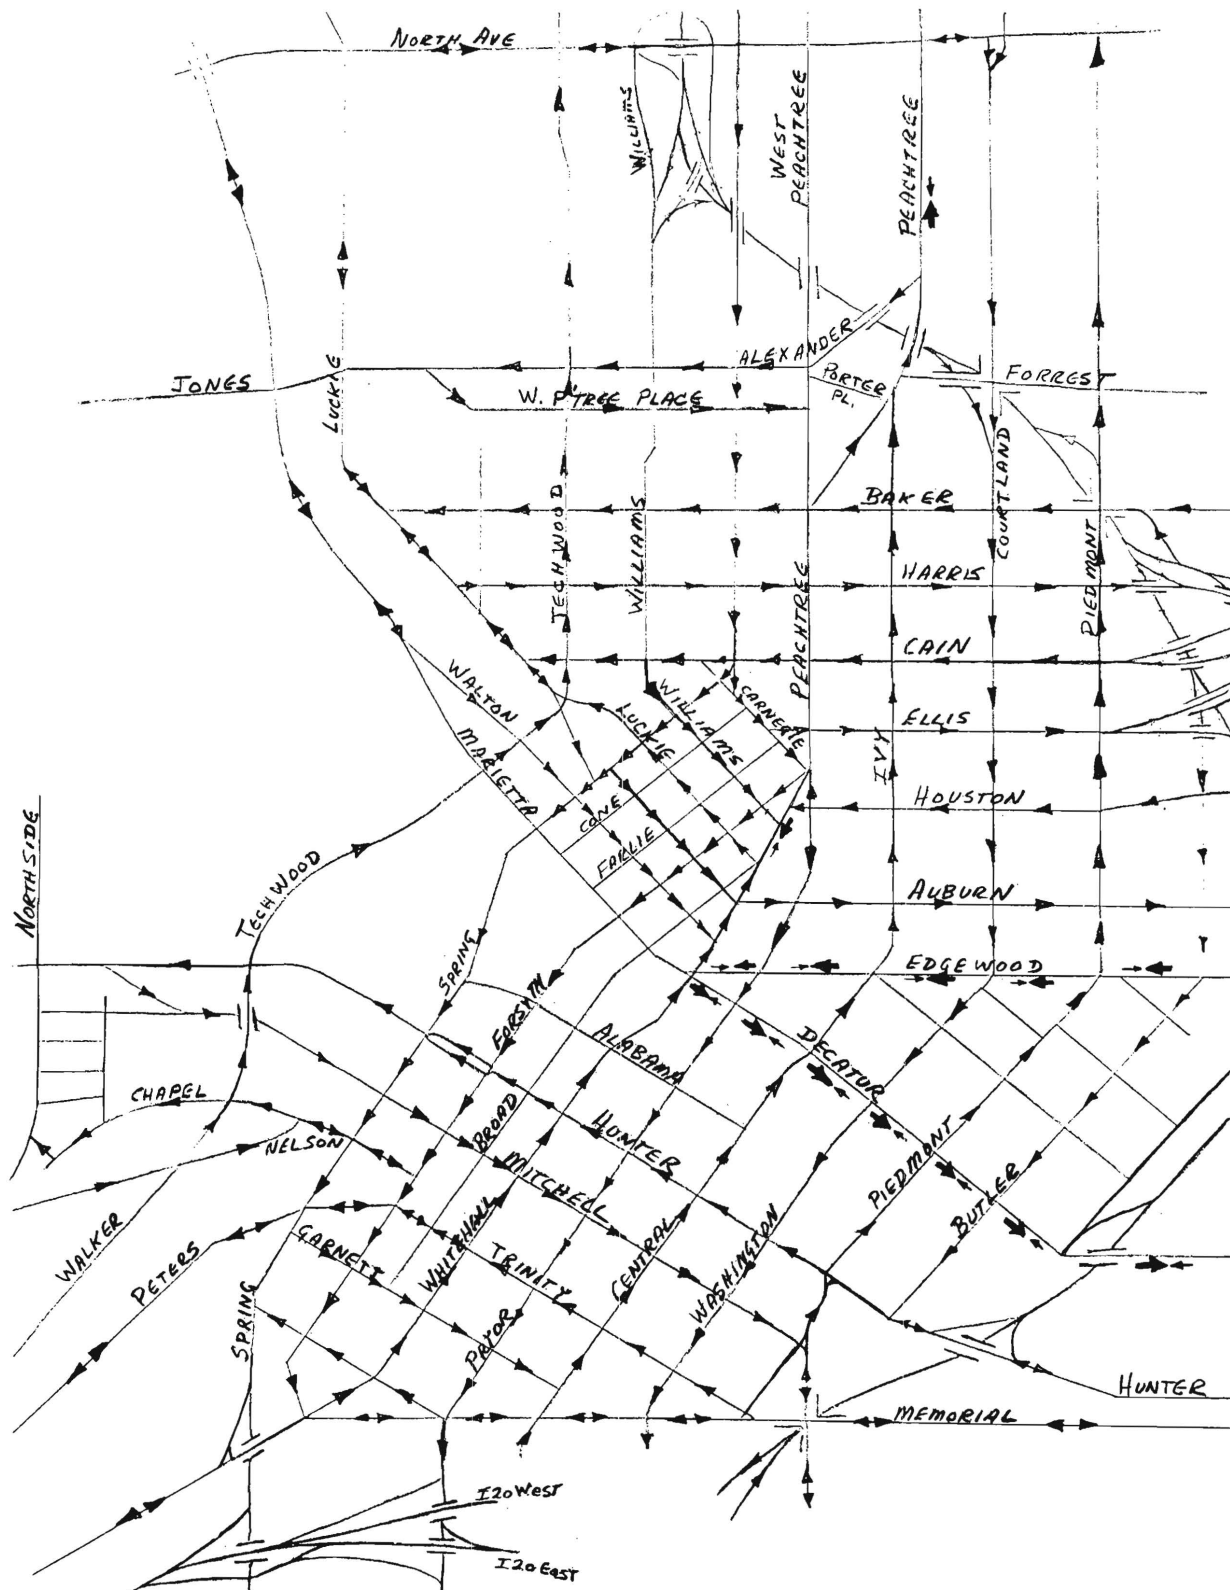 NORTH AVE
WILLIAMS
WEST
PEACHTREE
PEACHTREE
ALEXANDER
JONES
LUCKIE
W. P'TREE PLACE
PORTER
PL.
FORREST
BAKER
TECHWOOD
WILLIAMS
COURTLAND
HARRIS
PIEDMONT
PEACHTREE
CAIN
WALTON
WILLIAMS
CARNEGIE
LUCKIE
ELLIS
MARIETTA
IVY
CONE
HOUSTON
FARLIE
NORTHSIDE
TECHWOOD
AUBURN
SPRING
EDGEWOOD
FORSYTH
ALABAMA
DECATUR
CHAPEL
BROAD
HUNTER
NELSON
MITCHELL
PIEDMONT
BUTLER
WALKER
PETERS
GARNETT
WHITEHALL
TRINITY
CENTRAL
WASHINGTON
SPRING
PRYOR
HUNTER
MEMORIAL
I20 West
I20 East